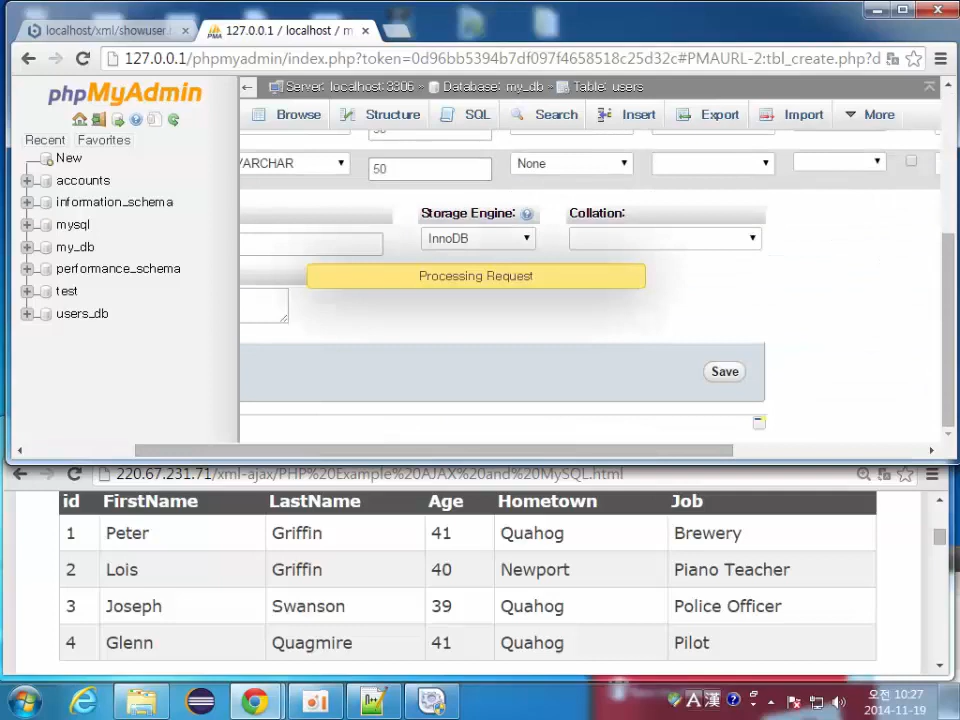 localhost/xml/showuser
127.0.0.1 / localhost / m
127.0.0.1/phpmyadmin/index.php?token=0d96bb5394b7df097f4658518c25d32c#PMAURL-2:tbl_create.php?d
phpMyAdmin
Recent Favorites
New
accounts
information_schema
mysql
my_db
performance_schema
test
users_db
Server: localhost:3306 » Database: my_db » Table: users
Browse Structure SQL Search Insert Export Import More
VARCHAR 50 None
Storage Engine: Collation:
InnoDB
Processing Request
Save
220.67.231.71/xml-ajax/PHP%20Example%20AJAX%20and%20MySQL.html
id FirstName LastName Age Hometown Job
1 Peter Griffin 41 Quahog Brewery
2 Lois Griffin 40 Newport Piano Teacher
3 Joseph Swanson 39 Quahog Police Officer
4 Glenn Quagmire 41 Quahog Pilot
A 漢
오전 10:27
2014-11-19